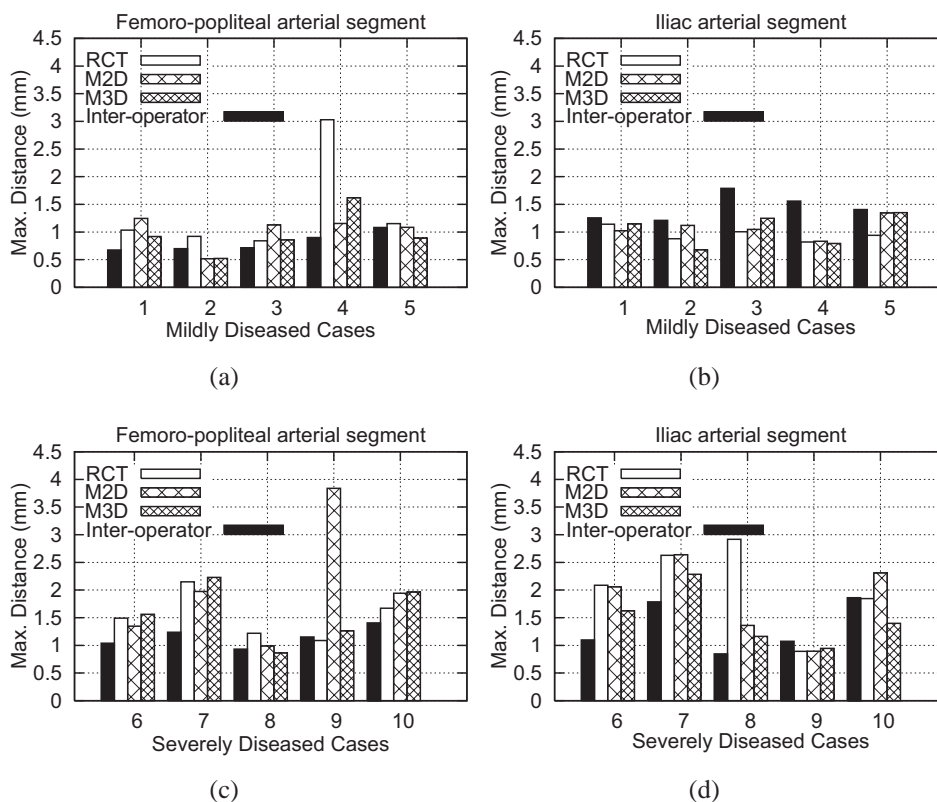 Femoro-popliteal arterial segment
4.5
4
3.5
3
2.5
2
1.5
1
0.5
0
Max. Distance (mm)
RCT
M2D
M3D
Inter-operator
1 2 3 4 5
Mildly Diseased Cases
(a)
Iliac arterial segment
4.5
4
3.5
3
2.5
2
1.5
1
0.5
0
Max. Distance (mm)
RCT
M2D
M3D
Inter-operator
1 2 3 4 5
Mildly Diseased Cases
(b)
Femoro-popliteal arterial segment
4.5
4
3.5
3
2.5
2
1.5
1
0.5
0
Max. Distance (mm)
RCT
M2D
M3D
Inter-operator
6 7 8 9 10
Severely Diseased Cases
(c)
Iliac arterial segment
4.5
4
3.5
3
2.5
2
1.5
1
0.5
0
Max. Distance (mm)
RCT
M2D
M3D
Inter-operator
6 7 8 9 10
Severely Diseased Cases
(d)